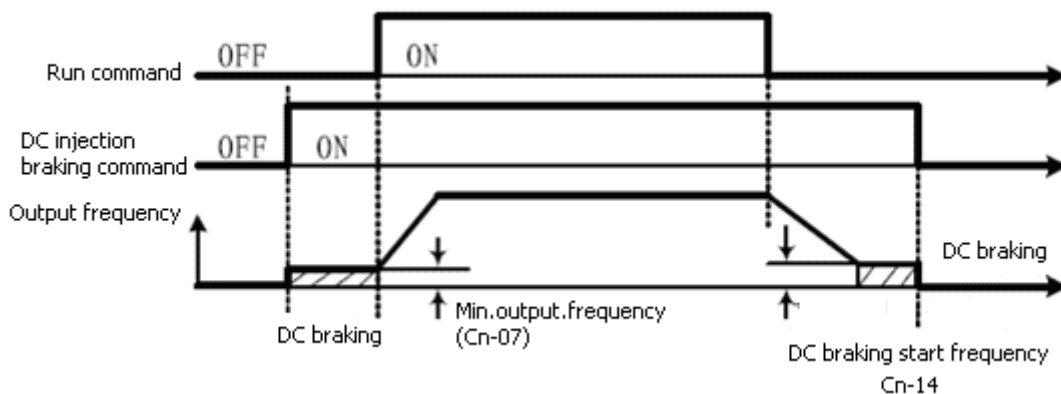 OFF
ON
Run command
DC injection
braking command
OFF
ON
Output frequency
DC braking
Min.output.frequency
(Cn-07)
DC braking
DC braking start frequency
Cn-14